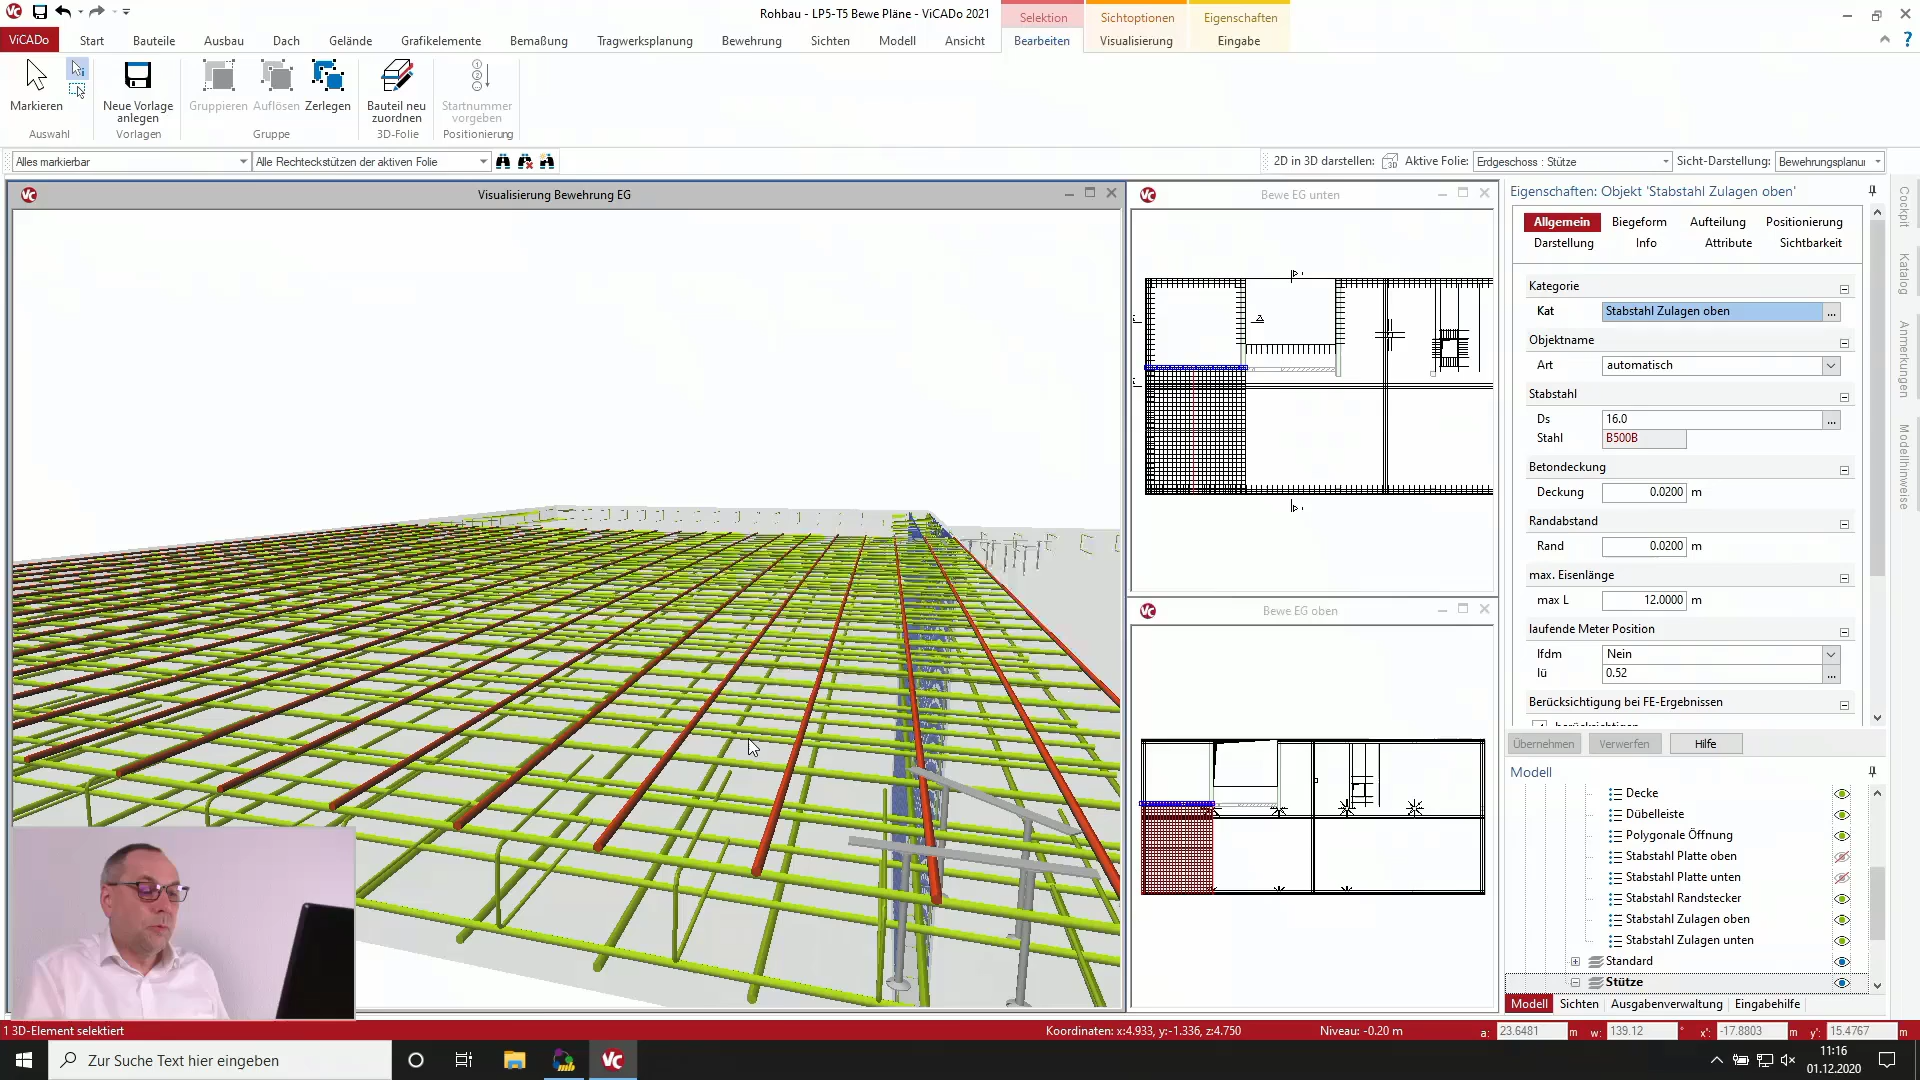 Rohbau - LP5-T5 Bewe Pläne - ViCADo 2021
Selektion
Sichtoptionen
Eigenschaften
ViCADo
Start
Bauteile
Ausbau
Dach
Gelände
Grafikelemente
Bemaßung
Tragwerksplanung
Bewehrung
Sichten
Modell
Ansicht
Bearbeiten
Visualisierung
Eingabe
Markieren
Neue Vorlage
anlegen
Gruppieren
Auflösen
Zerlegen
Bauteil neu
zuordnen
Startnummer
vorgeben
Auswahl
Vorlagen
Gruppe
3D-Folie
Positionierung
Alles markierbar
Alle Rechteckstützen der aktiven Folie
2D in 3D darstellen:
Aktive Folie:
Erdgeschoss : Stütze
Sicht-Darstellung:
Bewehrungsplanu
Visualisierung Bewehrung EG
Bewe EG unten
Bewe EG oben
Eigenschaften: Objekt 'Stabstahl Zulagen oben'
Allgemein
Biegeform
Aufteilung
Positionierung
Darstellung
Info
Attribute
Sichtbarkeit
Kategorie
Kat
Stabstahl Zulagen oben
...
Objektname
Art
automatisch
Stabstahl
Ds
16.0
...
Stahl
B500B
Betondeckung
Deckung
0.0200 m
Randabstand
Rand
0.0200 m
max. Eisenlänge
max L
12.0000 m
laufende Meter Position
lfdm
Nein
lü
0.52
...
Berücksichtigung bei FE-Ergebnissen
Übernehmen
Verwerfen
Hilfe
Modell
Decke
Dübelleiste
Polygonale Öffnung
Stabstahl Platte oben
Stabstahl Platte unten
Stabstahl Randstecker
Stabstahl Zulagen oben
Stabstahl Zulagen unten
Standard
Stütze
Modell
Sichten
Ausgabenverwaltung
Eingabehilfe
Cockpit
Katalog
Anmerkungen
Modellhinweise
1 3D-Element selektiert
Koordinaten: x:4.933, y:-1.336, z:4.750
Niveau: -0.20 m
a: 23.6481 m
w: 139.12 °
x': -17.8803 m
y': 15.4767 m
Zur Suche Text hier eingeben
11:16
01.12.2020